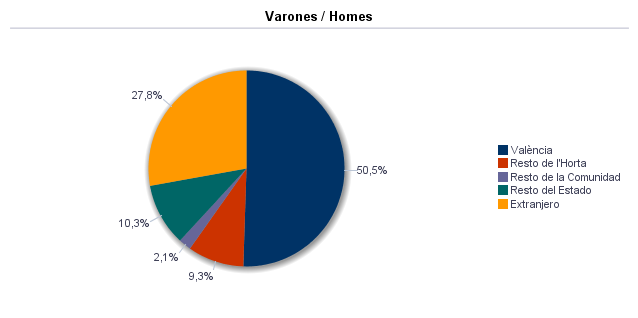 Varones / Homes
27,8%
50,5%
10,3%
2,1%
9,3%
València
Resto de l'Horta
Resto de la Comunidad
Resto del Estado
Extranjero